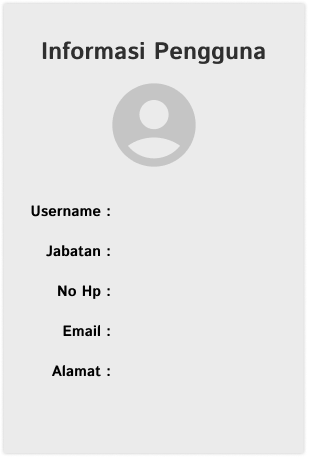 Informasi Pengguna
Username :
Jabatan :
No Hp :
Email :
Alamat :